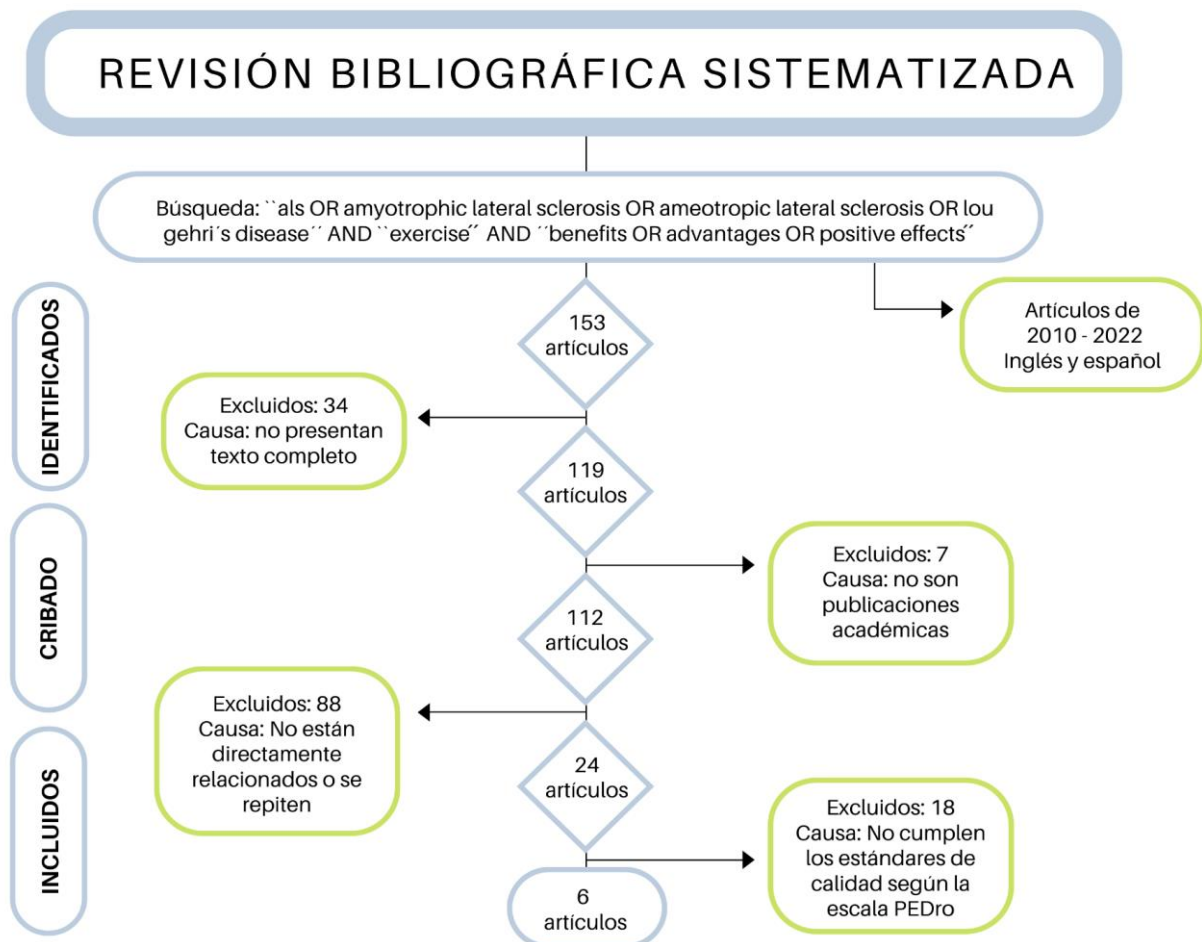 REVISIÓN BIBLIOGRÁFICA SISTEMATIZADA
Búsqueda: ``als OR amyotrophic lateral sclerosis OR ameotropic lateral sclerosis OR lou
gehri´s disease´´ AND ``exercise´´ AND ´´benefits OR advantages OR positive effects´´
IDENTIFICADOS
153
artículos
Artículos de
2010 - 2022
Inglés y español
Excluidos: 34
Causa: no presentan
texto completo
119
artículos
CRIBADO
Excluidos: 7
Causa: no son
publicaciones
académicas
112
artículos
Excluidos: 88
Causa: No están
directamente
relacionados o se
repiten
INCLUIDOS
24
artículos
Excluidos: 18
Causa: No cumplen
los estándares de
calidad según la
escala PEDro
6
artículos